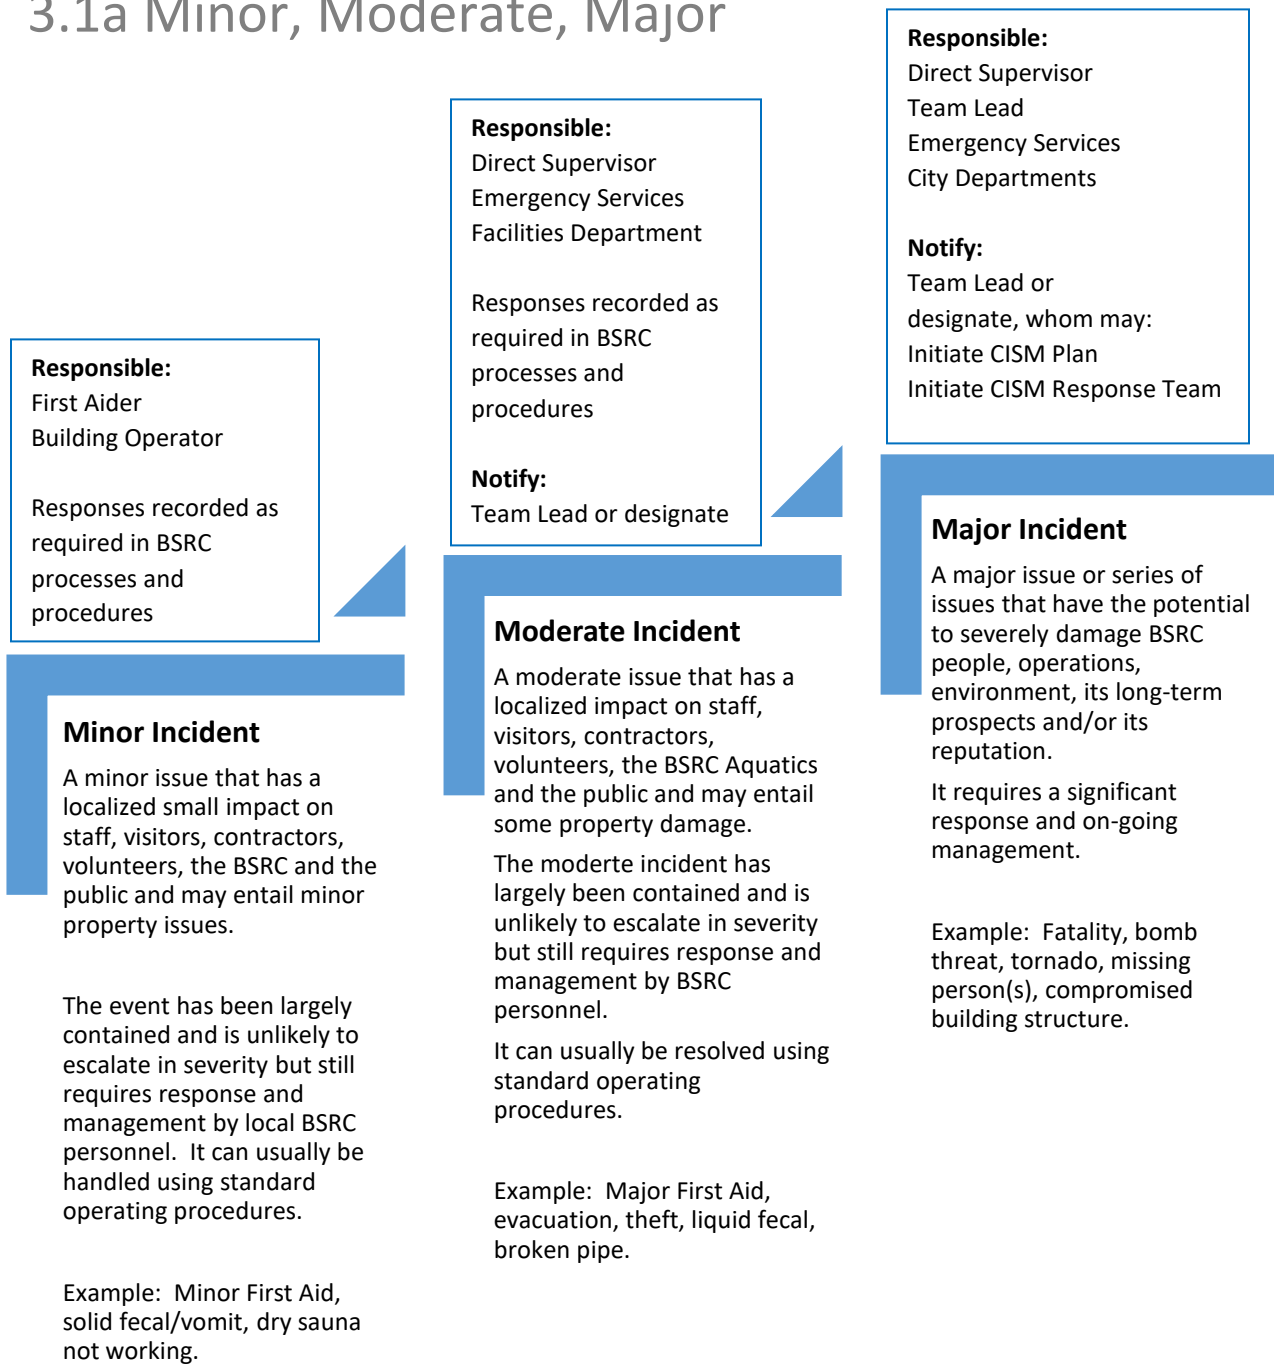 3.1a Minor, Moderate, Major
Responsible:
First Aider
Building Operator
Responses recorded as
required in BSRC
processes and
procedures
Minor Incident
A minor issue that has a
localized small impact on
staff, visitors, contractors,
volunteers, the BSRC and the
public and may entail minor
property issues.
The event has been largely
contained and is unlikely to
escalate in severity but still
requires response and
management by local BSRC
personnel.  It can usually be
handled using standard
operating procedures.
Example:  Minor First Aid,
solid fecal/vomit, dry sauna
not working.
Responsible:
Direct Supervisor
Emergency Services
Facilities Department
Responses recorded as
required in BSRC
processes and
procedures
Notify:
Team Lead or designate
Moderate Incident
A moderate issue that has a
localized impact on staff,
visitors, contractors,
volunteers, the BSRC Aquatics
and the public and may entail
some property damage.
The moderte incident has
largely been contained and is
unlikely to escalate in severity
but still requires response and
management by BSRC
personnel.
It can usually be resolved using
standard operating
procedures.
Example:  Major First Aid,
evacuation, theft, liquid fecal,
broken pipe.
Responsible:
Direct Supervisor
Team Lead
Emergency Services
City Departments
Notify:
Team Lead or
designate, whom may:
Initiate CISM Plan
Initiate CISM Response Team
Major Incident
A major issue or series of
issues that have the potential
to severely damage BSRC
people, operations,
environment, its long-term
prospects and/or its
reputation.
It requires a significant
response and on-going
management.
Example:  Fatality, bomb
threat, tornado, missing
person(s), compromised
building structure.